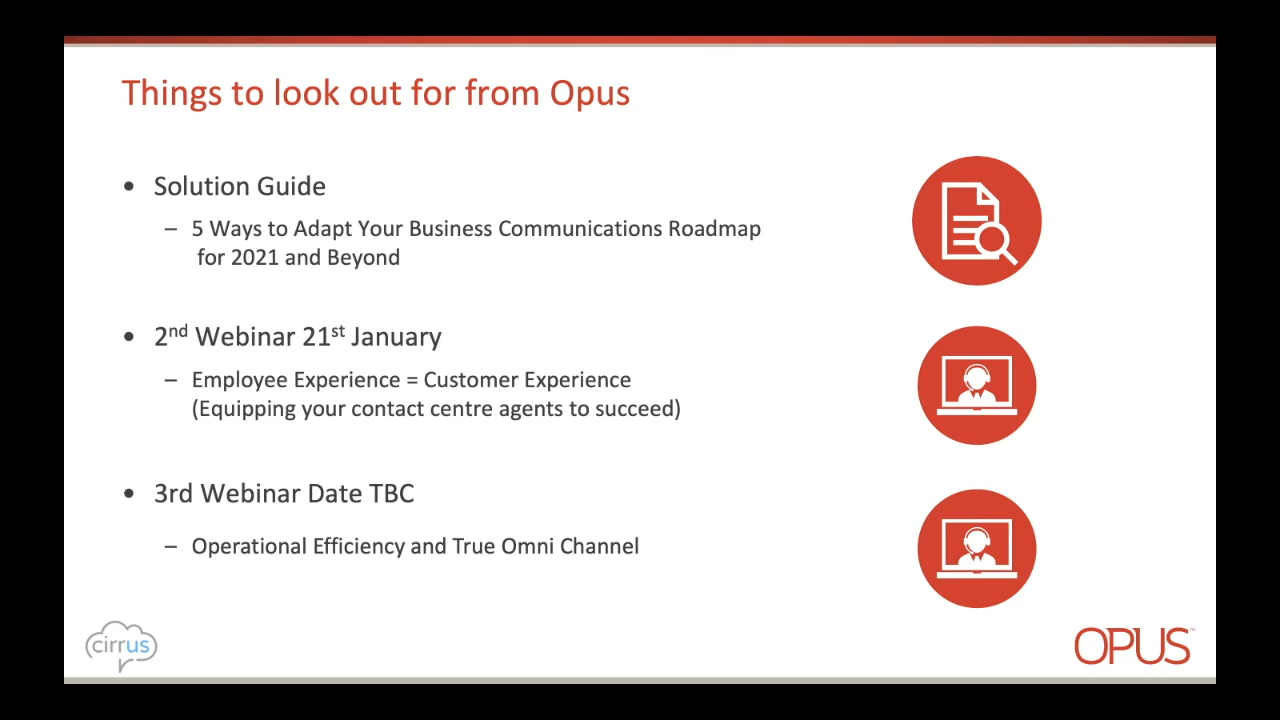 Things to look out for from Opus
• Solution Guide
– 5 Ways to Adapt Your Business Communications Roadmap
for 2021 and Beyond
• 2nd Webinar 21st January
– Employee Experience = Customer Experience
(Equipping your contact centre agents to succeed)
• 3rd Webinar Date TBC
– Operational Efficiency and True Omni Channel
cirrus
OPUS™